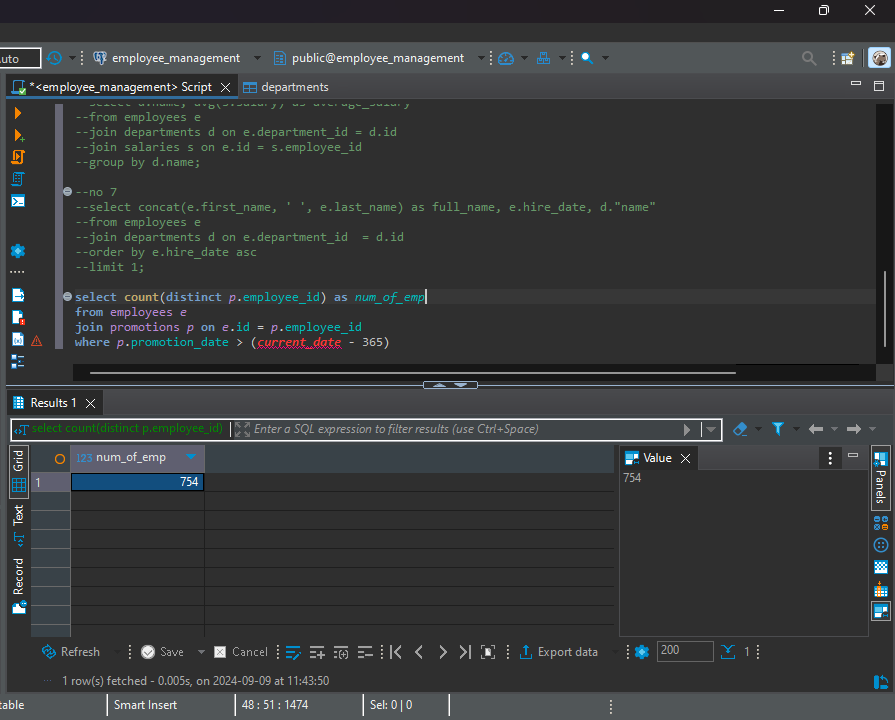 uto
employee_management
public@employee_management
*<employee_management> Script
departments
--select d.name, avg(s.salary) as average_salary
--from employees e
--join departments d on e.department_id = d.id
--join salaries s on e.id = s.employee_id
--group by d.name;
--no 7
--select concat(e.first_name, ' ', e.last_name) as full_name, e.hire_date, d."name"
--from employees e
--join departments d on e.department_id  = d.id
--order by e.hire_date asc
--limit 1;
select count(distinct p.employee_id) as num_of_emp
from employees e
join promotions p on e.id = p.employee_id
where p.promotion_date > (current_date - 365)
Results 1
select count(distinct p.employee_id)
Enter a SQL expression to filter results (use Ctrl+Space)
Grid
Text
Record
123 num_of_emp
1
754
Value
754
Panels
Refresh
Save
Cancel
Export data
200
1
1 row(s) fetched - 0.005s, on 2024-09-09 at 11:43:50
table
Smart Insert
48 : 51 : 1474
Sel: 0 | 0